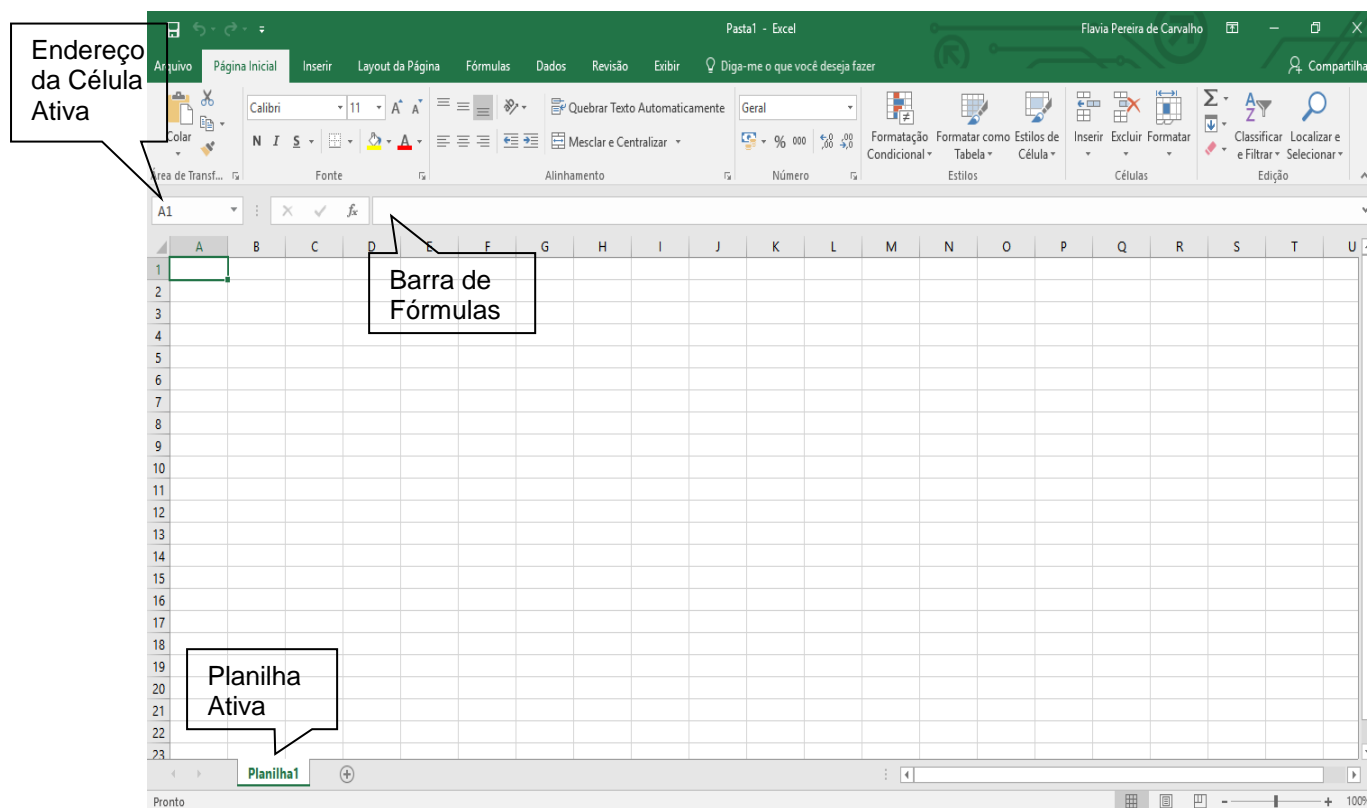 Pasta1 - Excel
Flavia Pereira de Carvalho
Endereço
da Célula
Ativa
Arquivo Página Inicial Inserir Layout da Página Fórmulas Dados Revisão Exibir Diga-me o que você deseja fazer
Compartilha
Colar
Calibri 11 A A
N I S A
Quebrar Texto Automaticamente
Mesclar e Centralizar
Geral
% 000 ,00 ,00
Formatação Condicional
Formatar como Tabela
Estilos de Célula
Inserir Excluir Formatar
Classificar e Filtrar
Localizar e Selecionar
Área de Transf... Fonte Alinhamento Número Estilos Células Edição
A1 fx
A B C D E F G H I J K L M N O P Q R S T U
Barra de
Fórmulas
1
2
3
4
5
6
7
8
9
10
11
12
13
14
15
16
17
18
19
20
21
22
23
Planilha
Ativa
Planilha1
Pronto
100%